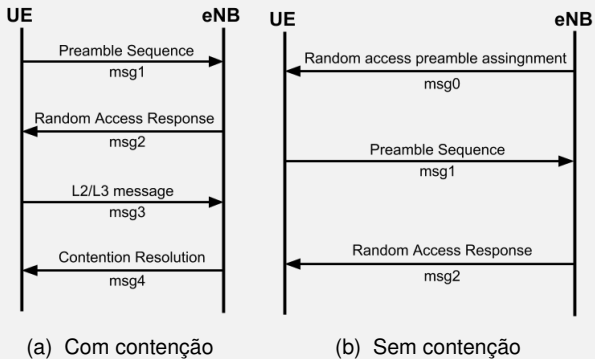 UE eNB
Preamble Sequence
msg1
Random Access Response
msg2
L2/L3 message
msg3
Contention Resolution
msg4
(a) Com contenção
UE eNB
Random access preamble assingnment
msg0
Preamble Sequence
msg1
Random Access Response
msg2
(b) Sem contenção